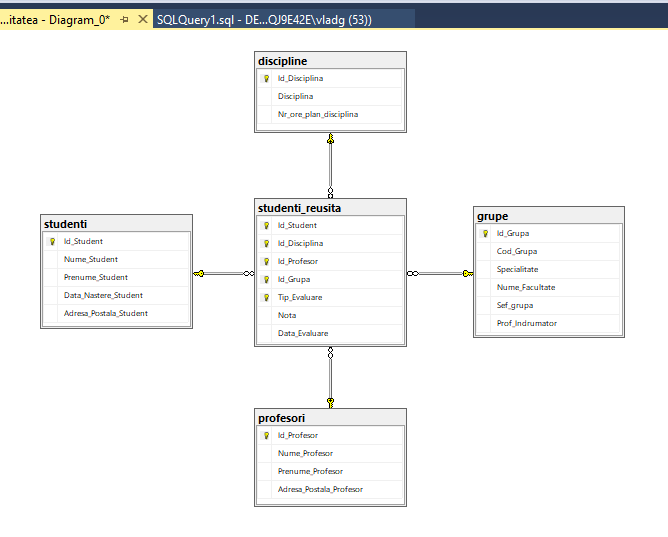 ...itatea - Diagram_0*
SQLQuery1.sql - DE...QJ9E42E\vladg (53))
discipline
Id_Disciplina
Disciplina
Nr_ore_plan_disciplina
studenti
Id_Student
Nume_Student
Prenume_Student
Data_Nastere_Student
Adresa_Postala_Student
studenti_reusita
Id_Student
Id_Disciplina
Id_Profesor
Id_Grupa
Tip_Evaluare
Nota
Data_Evaluare
grupe
Id_Grupa
Cod_Grupa
Specialitate
Nume_Facultate
Sef_grupa
Prof_Indrumator
profesori
Id_Profesor
Nume_Profesor
Prenume_Profesor
Adresa_Postala_Profesor